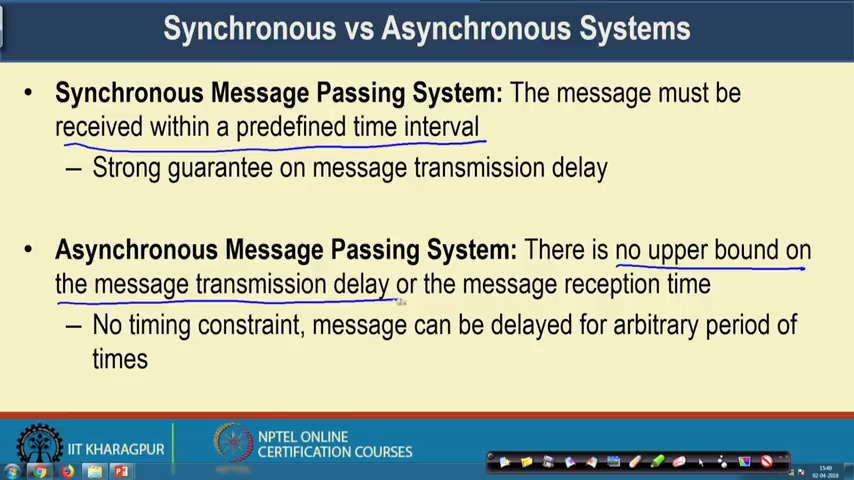 Synchronous vs Asynchronous Systems
• Synchronous Message Passing System: The message must be
received within a predefined time interval
– Strong guarantee on message transmission delay
• Asynchronous Message Passing System: There is no upper bound on
the message transmission delay or the message reception time
– No timing constraint, message can be delayed for arbitrary period of
times
IIT KHARAGPUR
NPTEL ONLINE
CERTIFICATION COURSES
NPTEL
15:40
02-04-2018